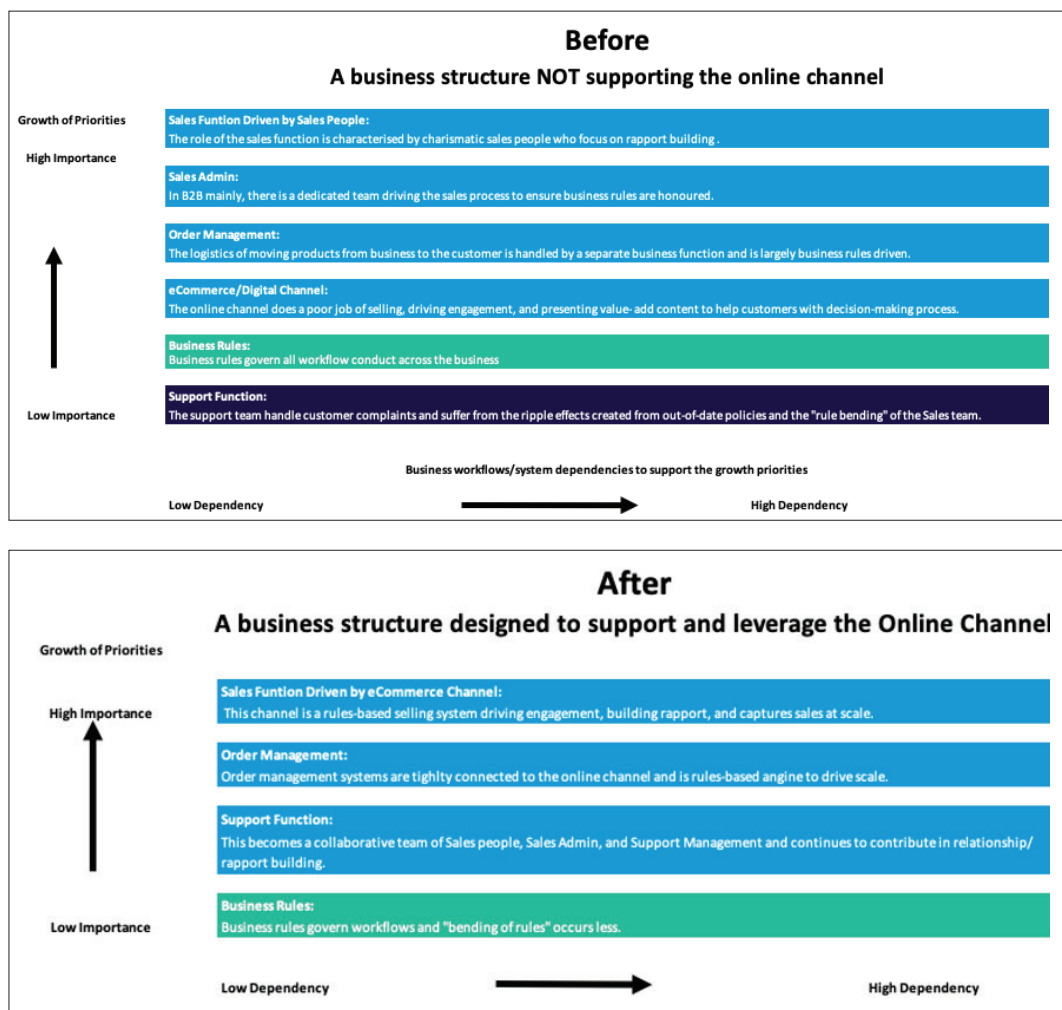 Before
A business structure NOT supporting the online channel
Growth of Priorities
High Importance
Sales Funtion Driven by Sales People:
The role of the sales function is characterised by charismatic sales people who focus on rapport building .
Sales Admin:
In B2B mainly, there is a dedicated team driving the sales process to ensure business rules are honoured.
Order Management:
The logistics of moving products from business to the customer is handled by a separate business function and is largely business rules driven.
eCommerce/Digital Channel:
The online channel does a poor job of selling, driving engagement, and presenting value- add content to help customers with decision-making process.
Business Rules:
Business rules govern all workflow conduct across the business
Low Importance
Support Function:
The support team handle customer complaints and suffer from the ripple effects created from out-of-date policies and the "rule bending" of the Sales team.
Business workflows/system dependencies to support the growth priorities
Low Dependency
High Dependency
After
A business structure designed to support and leverage the Online Channel
Growth of Priorities
High Importance
Sales Funtion Driven by eCommerce Channel:
This channel is a rules-based selling system driving engagement, building rapport, and captures sales at scale.
Order Management:
Order management systems are tighlty connected to the online channel and is rules-based angine to drive scale.
Support Function:
This becomes a collaborative team of Sales people, Sales Admin, and Support Management and continues to contribute in relationship/
rapport building.
Low Importance
Business Rules:
Business rules govern workflows and "bending of rules" occurs less.
Low Dependency
High Dependency